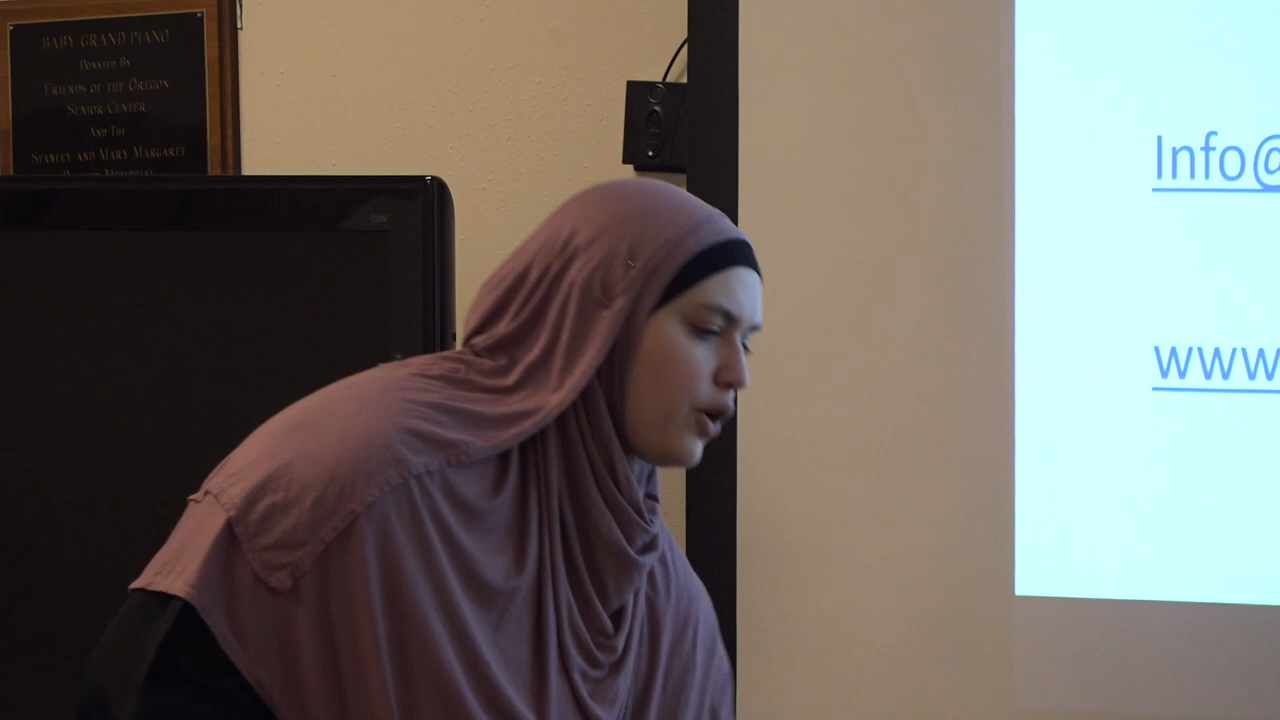 BABY GRAND PIANO
DONATED BY
FRIENDS OF THE OREGON
SENIOR CENTER
AND THE
STANLEY AND MARY MARGARET
Info@
www